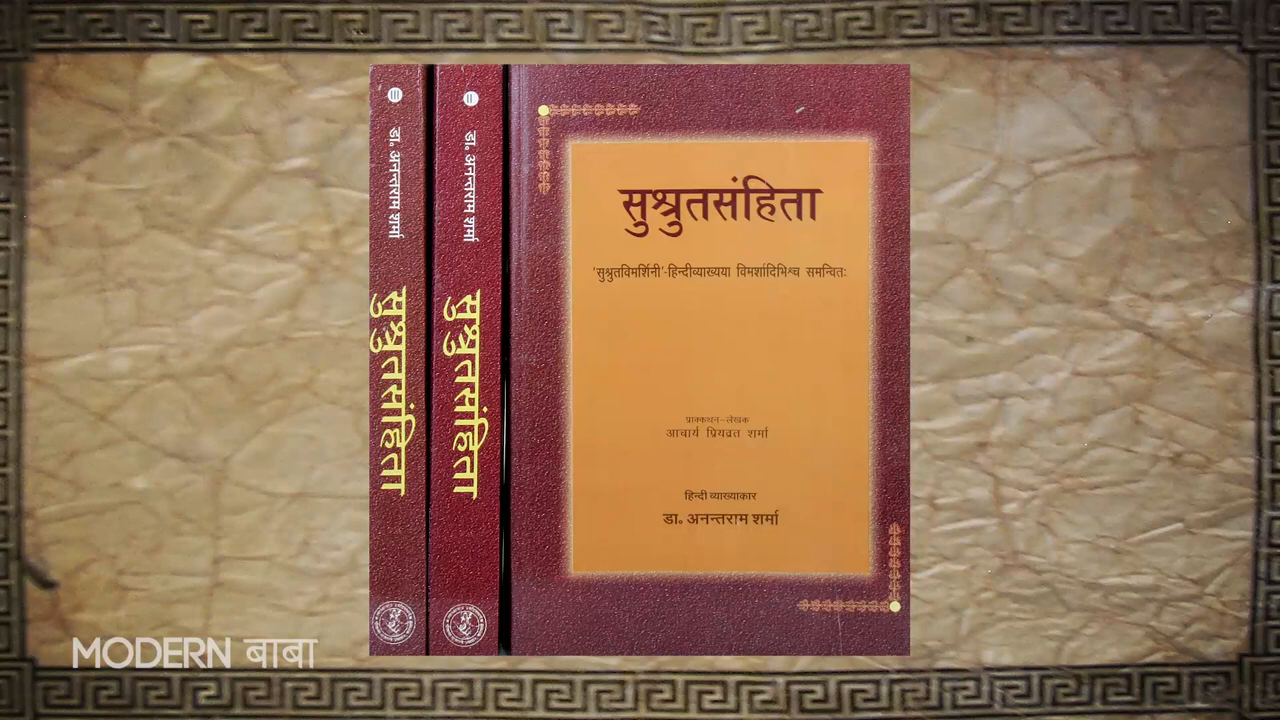 डा. अनन्तराम शर्मा
सुश्रुतसंहिता
डा. अनन्तराम शर्मा
सुश्रुतसंहिता
सुश्रुतसंहिता
'सुश्रुतविमर्शिनी'-हिन्दीव्याख्यया विमर्शादिभिश्च समन्वितः
प्राक्कथन-लेखक
आचार्य प्रियव्रत शर्मा
हिन्दी व्याख्याकार
डा. अनन्तराम शर्मा
MODERN बाबा